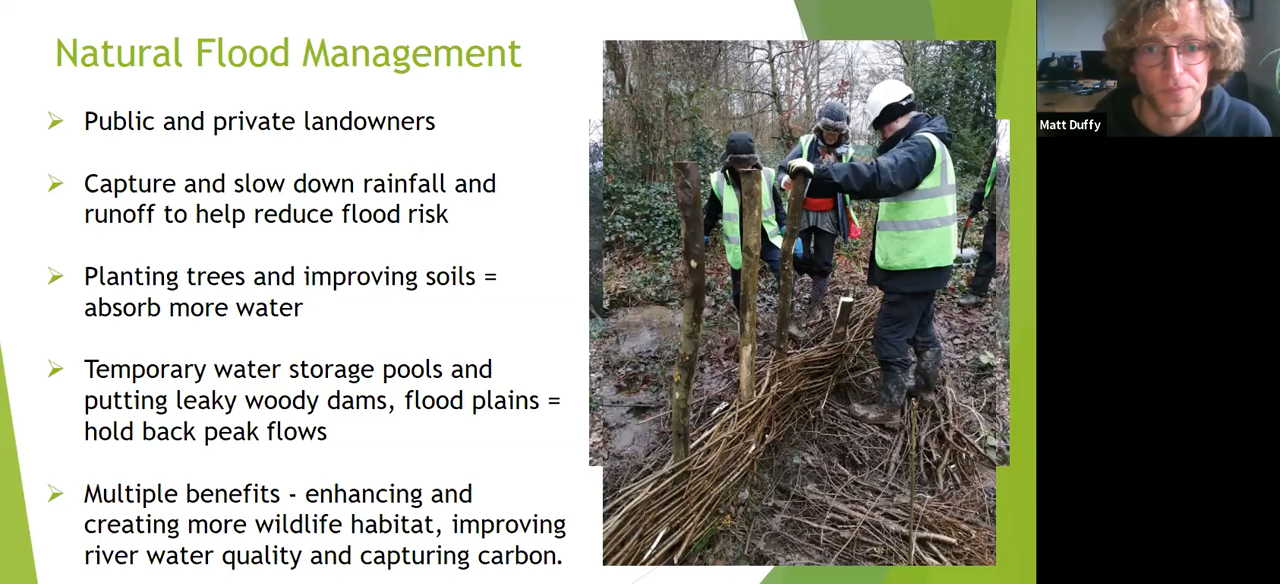 Natural Flood Management
Public and private landowners
Capture and slow down rainfall and
runoff to help reduce flood risk
Planting trees and improving soils =
absorb more water
Temporary water storage pools and
putting leaky woody dams, flood plains =
hold back peak flows
Multiple benefits - enhancing and
creating more wildlife habitat, improving
river water quality and capturing carbon.
Matt Duffy